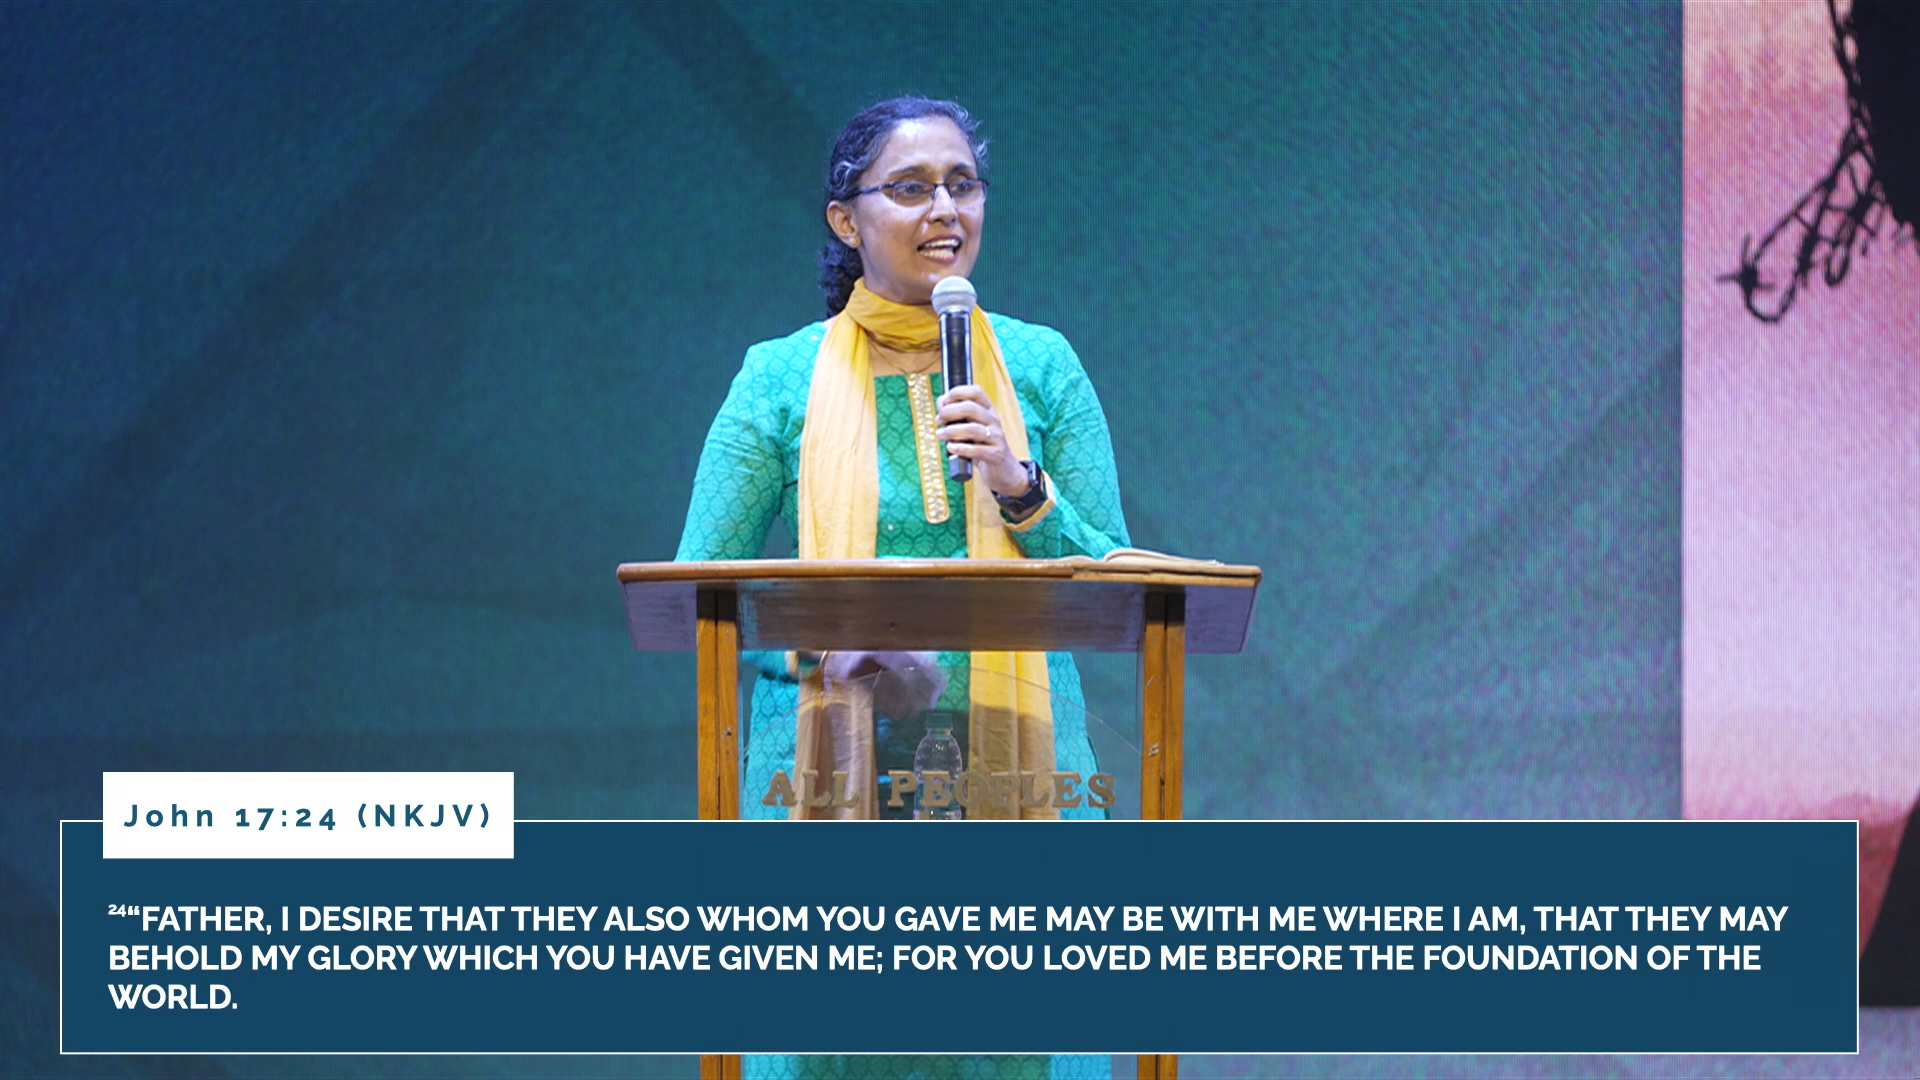 ALL PEOPLES
John 17:24 (NKJV)
²⁴“FATHER, I DESIRE THAT THEY ALSO WHOM YOU GAVE ME MAY BE WITH ME WHERE I AM, THAT THEY MAY
BEHOLD MY GLORY WHICH YOU HAVE GIVEN ME; FOR YOU LOVED ME BEFORE THE FOUNDATION OF THE
WORLD.